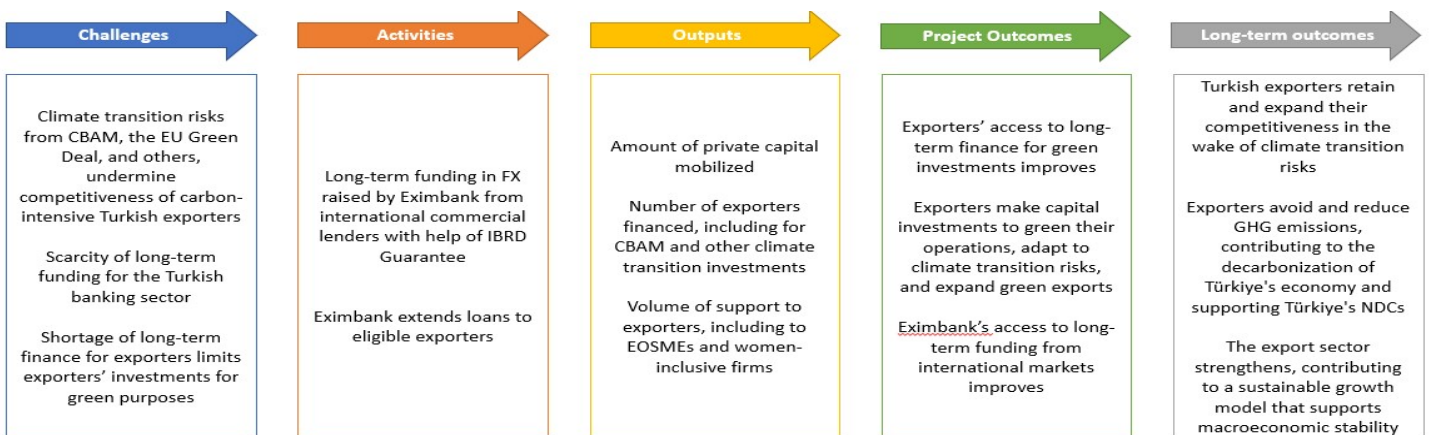 Challenges
Climate transition risks
from CBAM, the EU Green
Deal, and others,
undermine
competitiveness of carbon-
intensive Turkish exporters
Scarcity of long-term
funding for the Turkish
banking sector
Shortage of long-term
finance for exporters limits
exporters’ investments for
green purposes
Activities
Long-term funding in FX
raised by Eximbank from
international commercial
lenders with help of IBRD
Guarantee
Eximbank extends loans to
eligible exporters
Outputs
Amount of private capital
mobilized
Number of exporters
financed, including for
CBAM and other climate
transition investments
Volume of support to
exporters, including to
EOSMEs and women-
inclusive firms
Project Outcomes
Exporters’ access to long-
term finance for green
investments improves
Exporters make capital
investments to green their
operations, adapt to
climate transition risks,
and expand green exports
Eximbank’s access to long-
term funding from
international markets
improves
Long-term outcomes
Turkish exporters retain
and expand their
competitiveness in the
wake of climate transition
risks
Exporters avoid and reduce
GHG emissions,
contributing to the
decarbonization of
Türkiye's economy and
supporting Türkiye's NDCs
The export sector
strengthens, contributing
to a sustainable growth
model that supports
macroeconomic stability